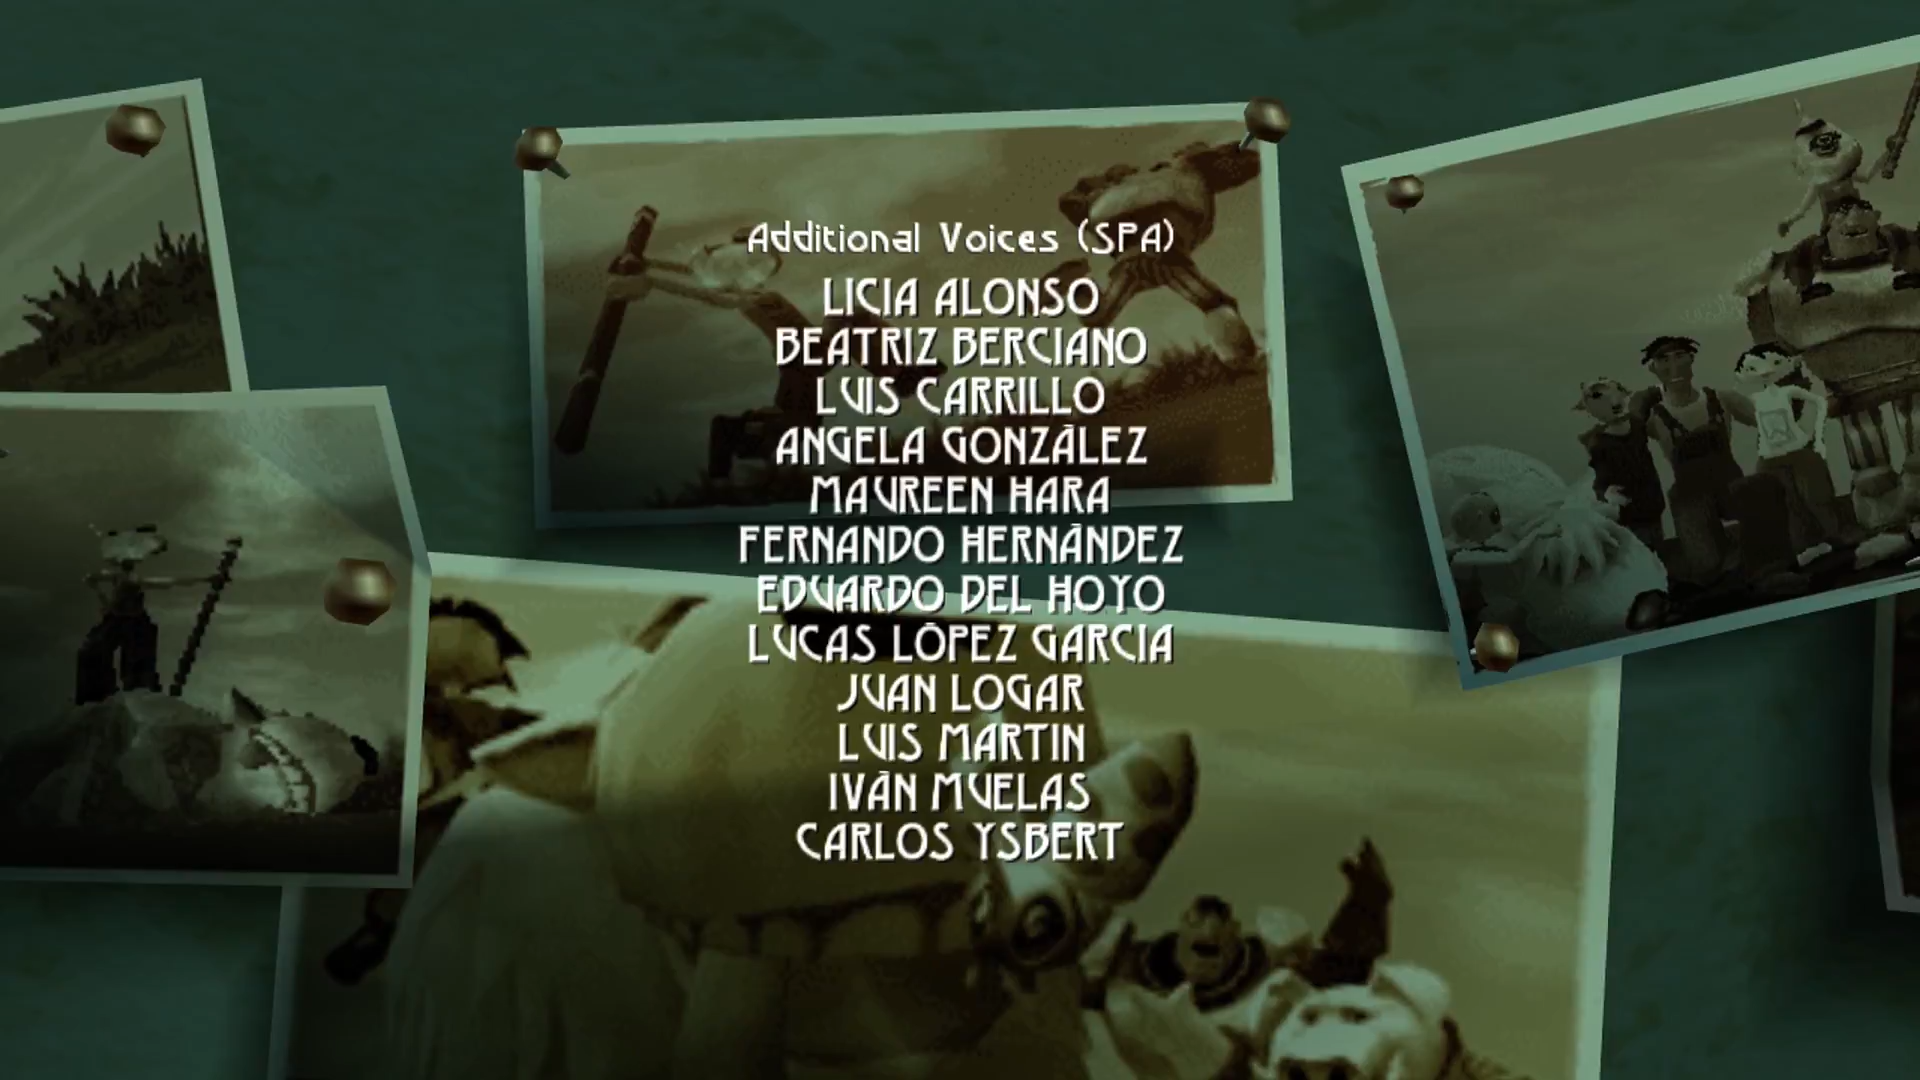 Additional Voices (SPA)
LICIA ALONSO
BEATRIZ BERCIANO
LUIS CARRILLO
ANGELA GONZÁLEZ
MAUREEN HARA
FERNANDO HERNÁNDEZ
EDUARDO DEL HOYO
LUCAS LÓPEZ GARCIA
JUAN LOGAR
LUIS MARTIN
IVÁN MUELAS
CARLOS YSBERT